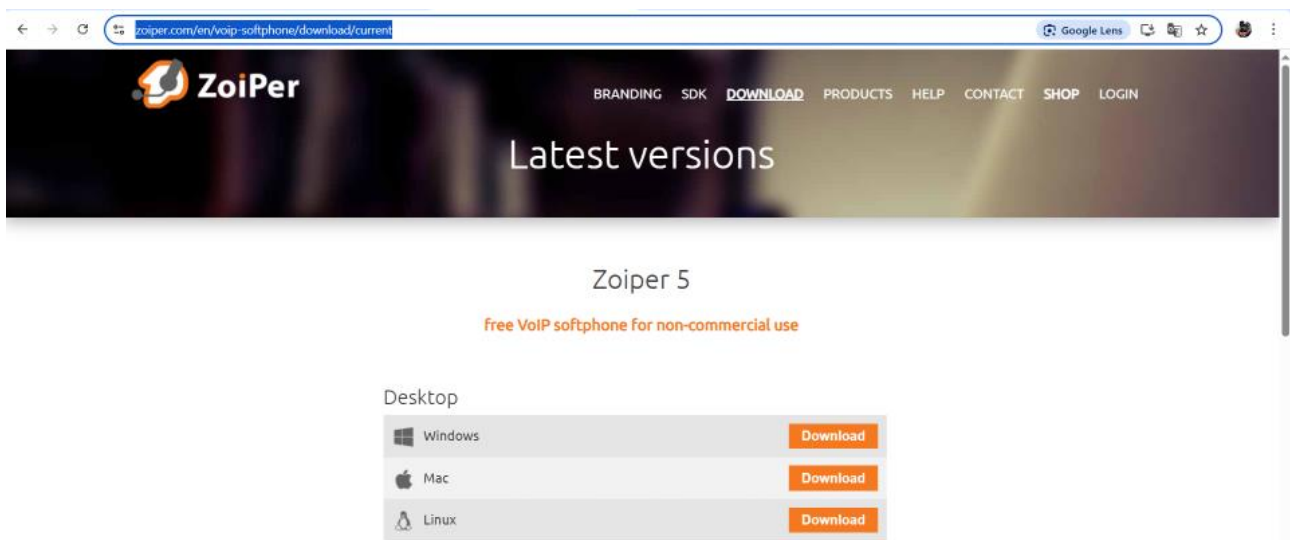 zoiper.com/en/voip-softphone/download/current Google Lens
ZoiPer BRANDING SDK DOWNLOAD PRODUCTS HELP CONTACT SHOP LOGIN
Latest versions
Zoiper 5
free VoIP softphone for non-commercial use
Desktop
Windows Download
Mac Download
Linux Download